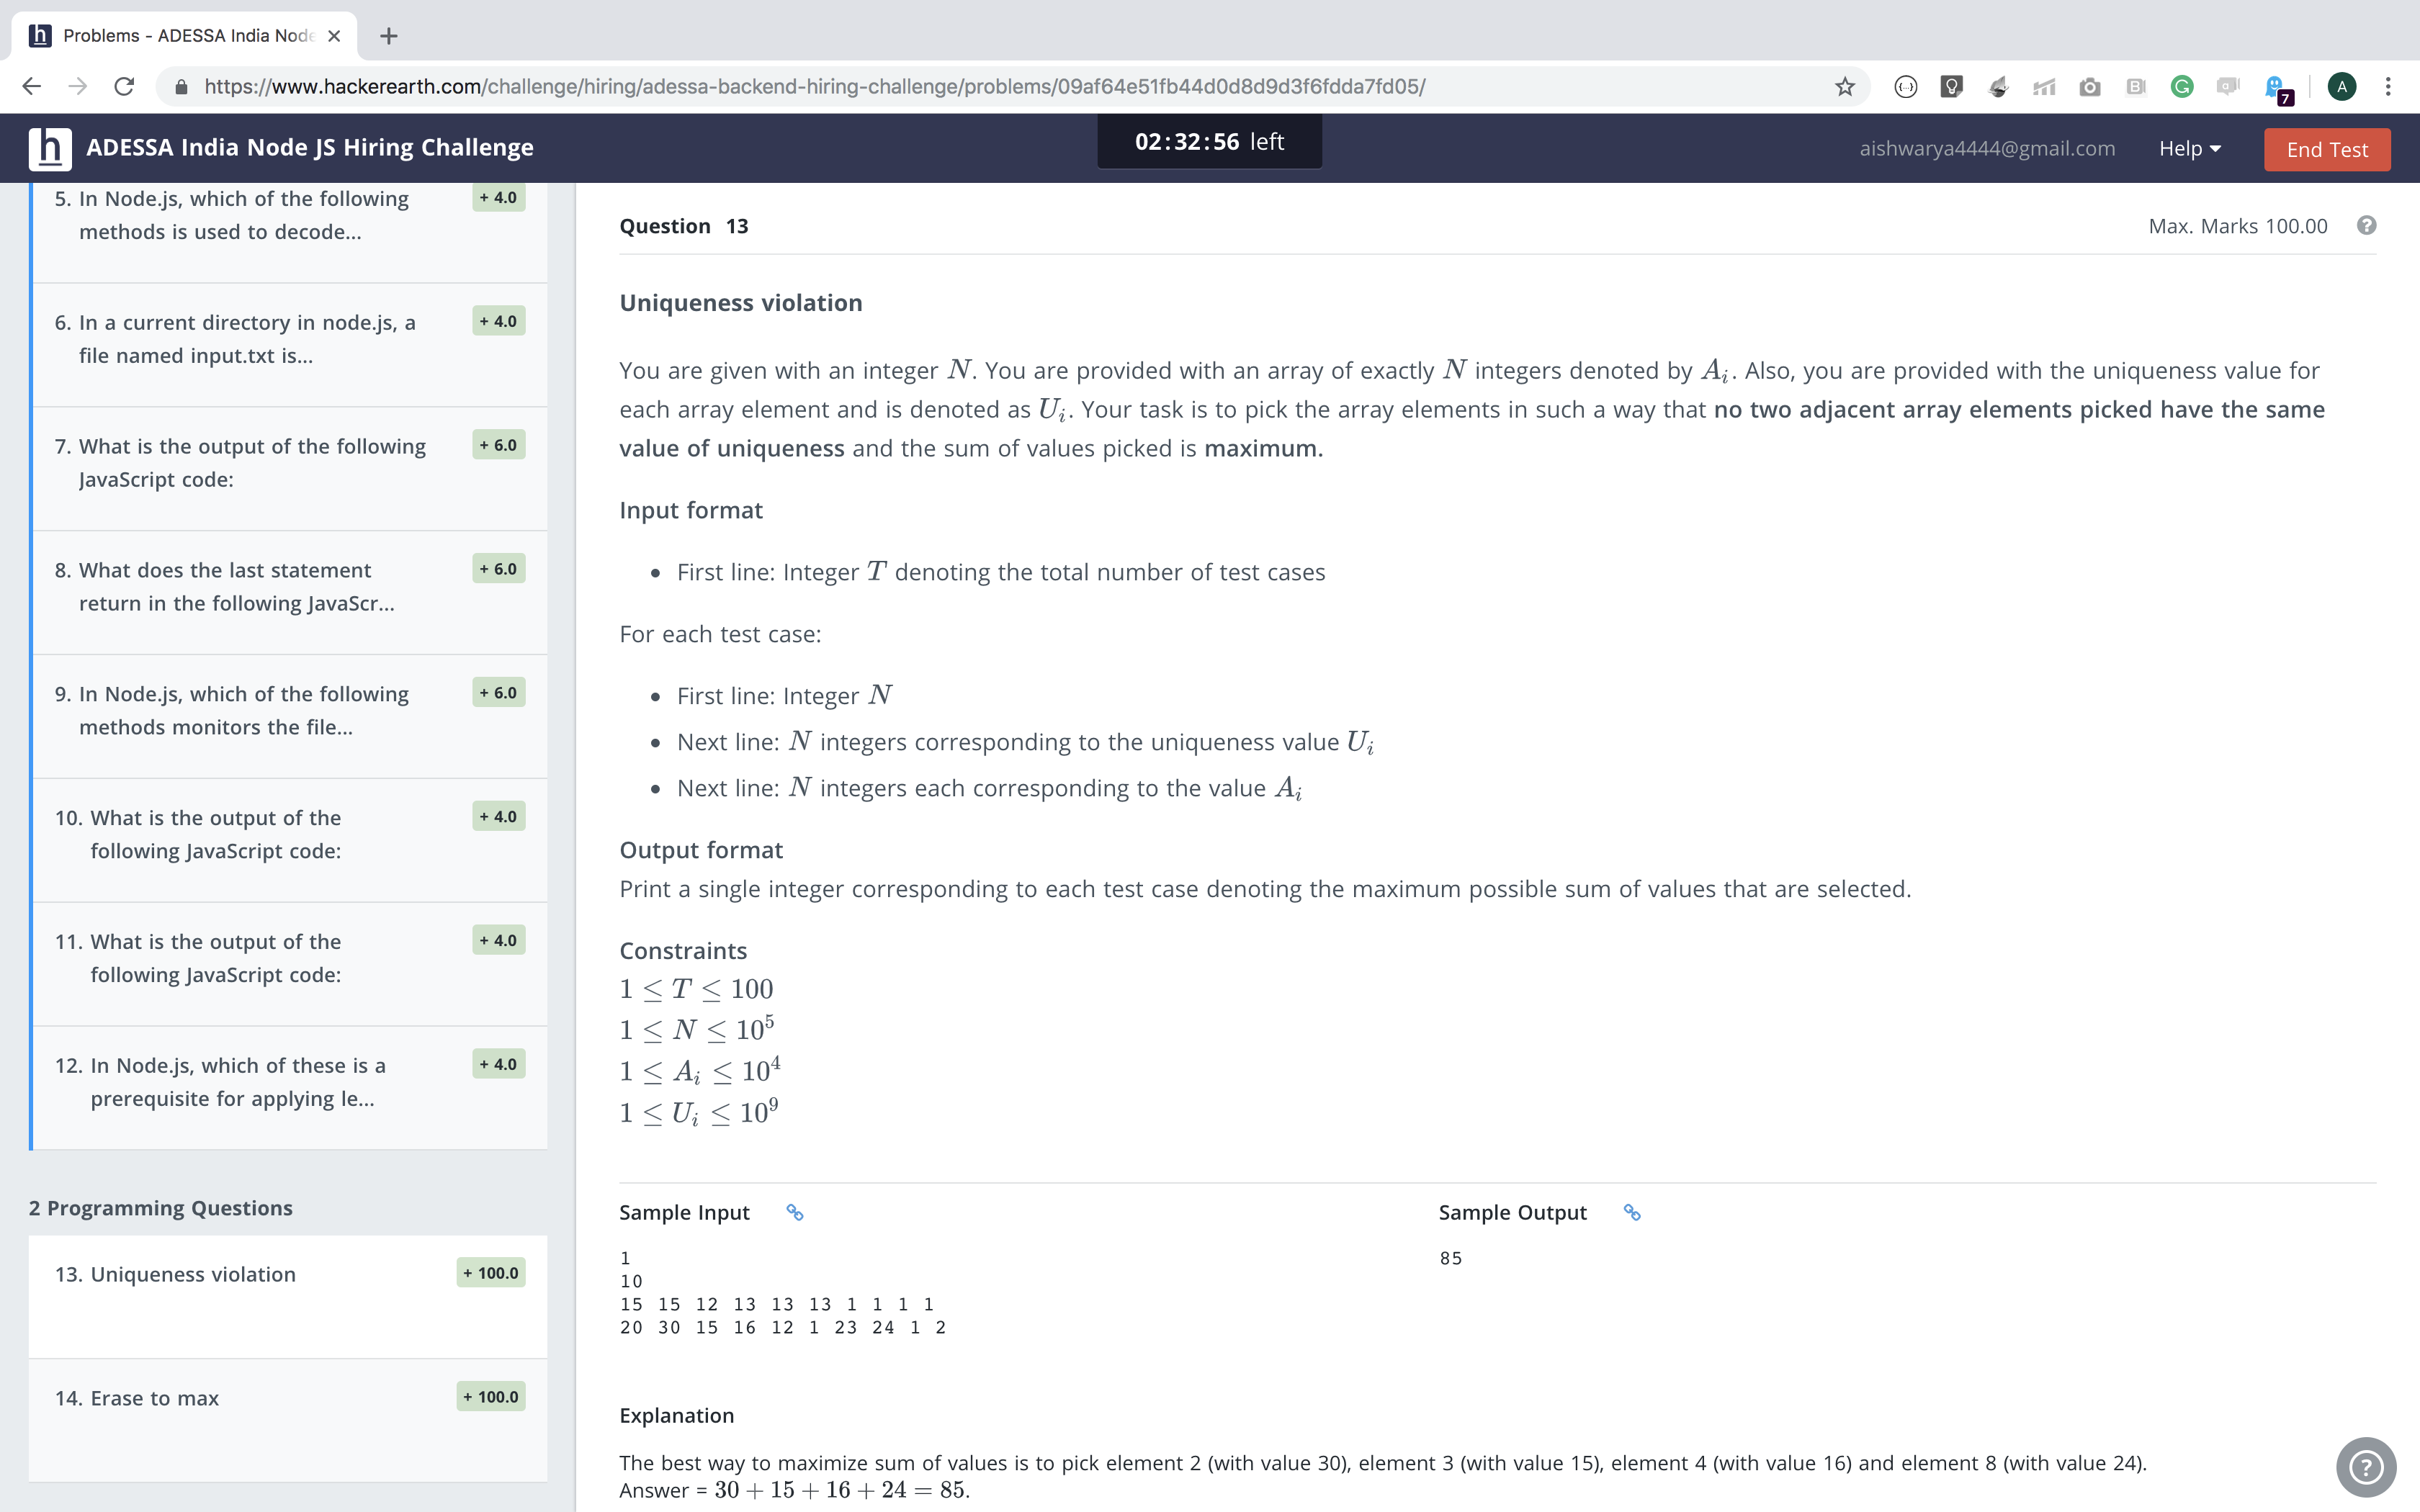 Problems - ADESSA India Node
https://www.hackerearth.com/challenge/hiring/adessa-backend-hiring-challenge/problems/09af64e51fb44d0d8d9d3f6fdda7fd05/
7
A
h ADESSA India Node JS Hiring Challenge
02:32:56 left
aishwarya4444@gmail.com
Help
End Test
5. In Node.js, which of the following
methods is used to decode...
+ 4.0
6. In a current directory in node.js, a
file named input.txt is...
+ 4.0
7. What is the output of the following
JavaScript code:
+ 6.0
8. What does the last statement
return in the following JavaScr...
+ 6.0
9. In Node.js, which of the following
methods monitors the file...
+ 6.0
10. What is the output of the
following JavaScript code:
+ 4.0
11. What is the output of the
following JavaScript code:
+ 4.0
12. In Node.js, which of these is a
prerequisite for applying le...
+ 4.0
2 Programming Questions
13. Uniqueness violation
+ 100.0
14. Erase to max
+ 100.0
Question 13
Max. Marks 100.00
Uniqueness violation
You are given with an integer N. You are provided with an array of exactly N integers denoted by Ai. Also, you are provided with the uniqueness value for
each array element and is denoted as Ui. Your task is to pick the array elements in such a way that no two adjacent array elements picked have the same
value of uniqueness and the sum of values picked is maximum.
Input format
• First line: Integer T denoting the total number of test cases
For each test case:
• First line: Integer N
• Next line: N integers corresponding to the uniqueness value Ui
• Next line: N integers each corresponding to the value Ai
Output format
Print a single integer corresponding to each test case denoting the maximum possible sum of values that are selected.
Constraints
1 ≤ T ≤ 100
1 ≤ N ≤ 10^5
1 ≤ Ai ≤ 10^4
1 ≤ Ui ≤ 10^9
Sample Input
1
10
15 15 12 13 13 13 1 1 1 1
20 30 15 16 12 1 23 24 1 2
Sample Output
85
Explanation
The best way to maximize sum of values is to pick element 2 (with value 30), element 3 (with value 15), element 4 (with value 16) and element 8 (with value 24).
Answer = 30 + 15 + 16 + 24 = 85.